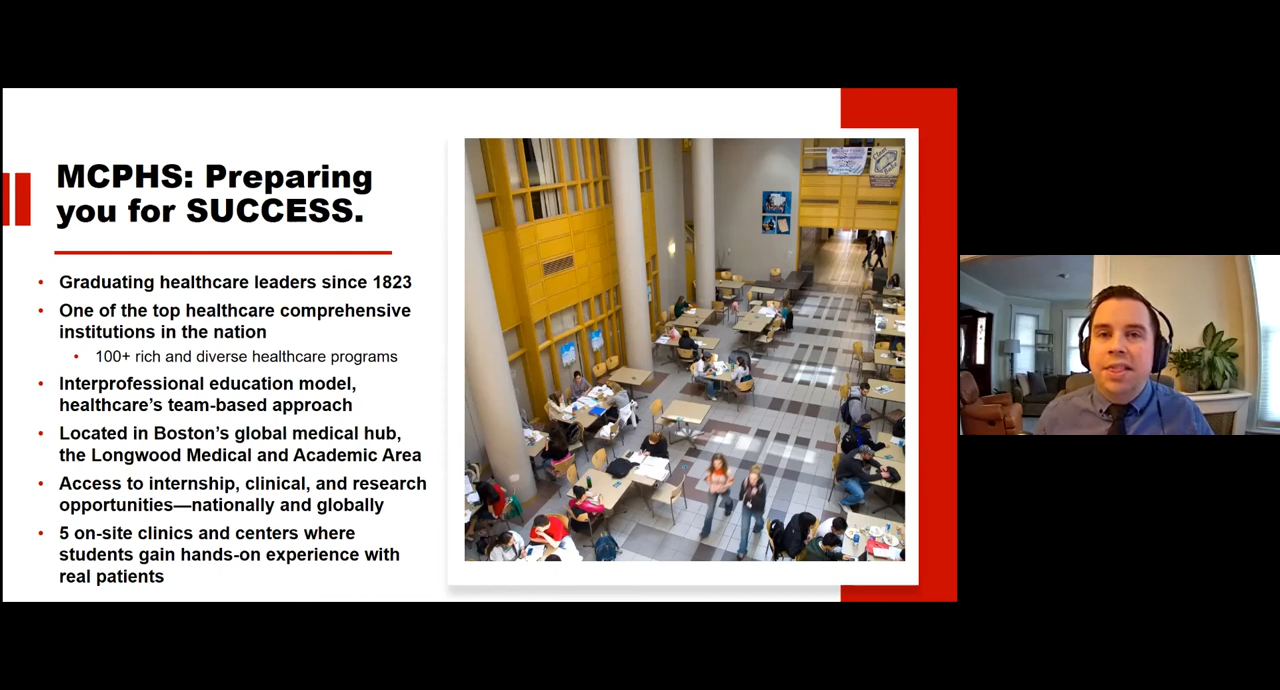 MCPHS: Preparing
you for SUCCESS.
• Graduating healthcare leaders since 1823
• One of the top healthcare comprehensive
institutions in the nation
• 100+ rich and diverse healthcare programs
• Interprofessional education model,
healthcare’s team-based approach
• Located in Boston’s global medical hub,
the Longwood Medical and Academic Area
• Access to internship, clinical, and research
opportunities—nationally and globally
• 5 on-site clinics and centers where
students gain hands-on experience with
real patients